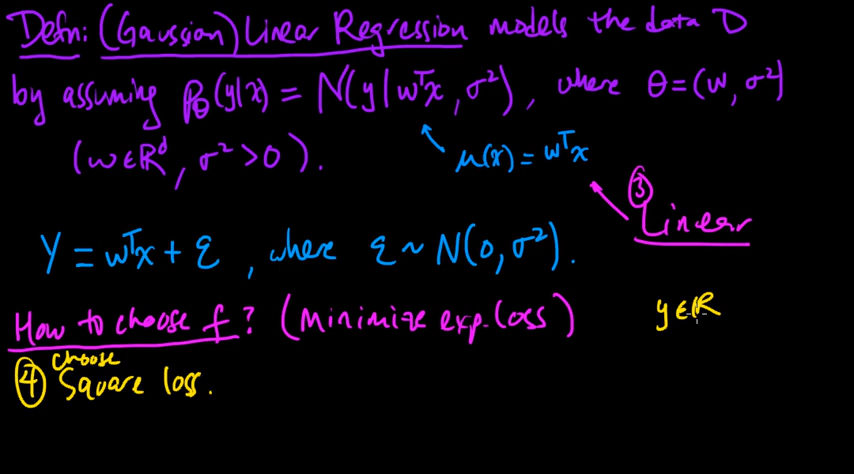 Defn: (Gaussian) Linear Regression models the data D
by assuming p_θ(y|x) = N(y | wᵀx, σ²), where θ = (w, σ²)
(w ∈ ℝᵈ, σ² > 0).
μ(x) = wᵀx
③ Linear
Y = wᵀx + ε, where ε ~ N(0, σ²).
y ∈ ℝ
How to choose f? (Minimize exp. loss)
④ choose Square loss.